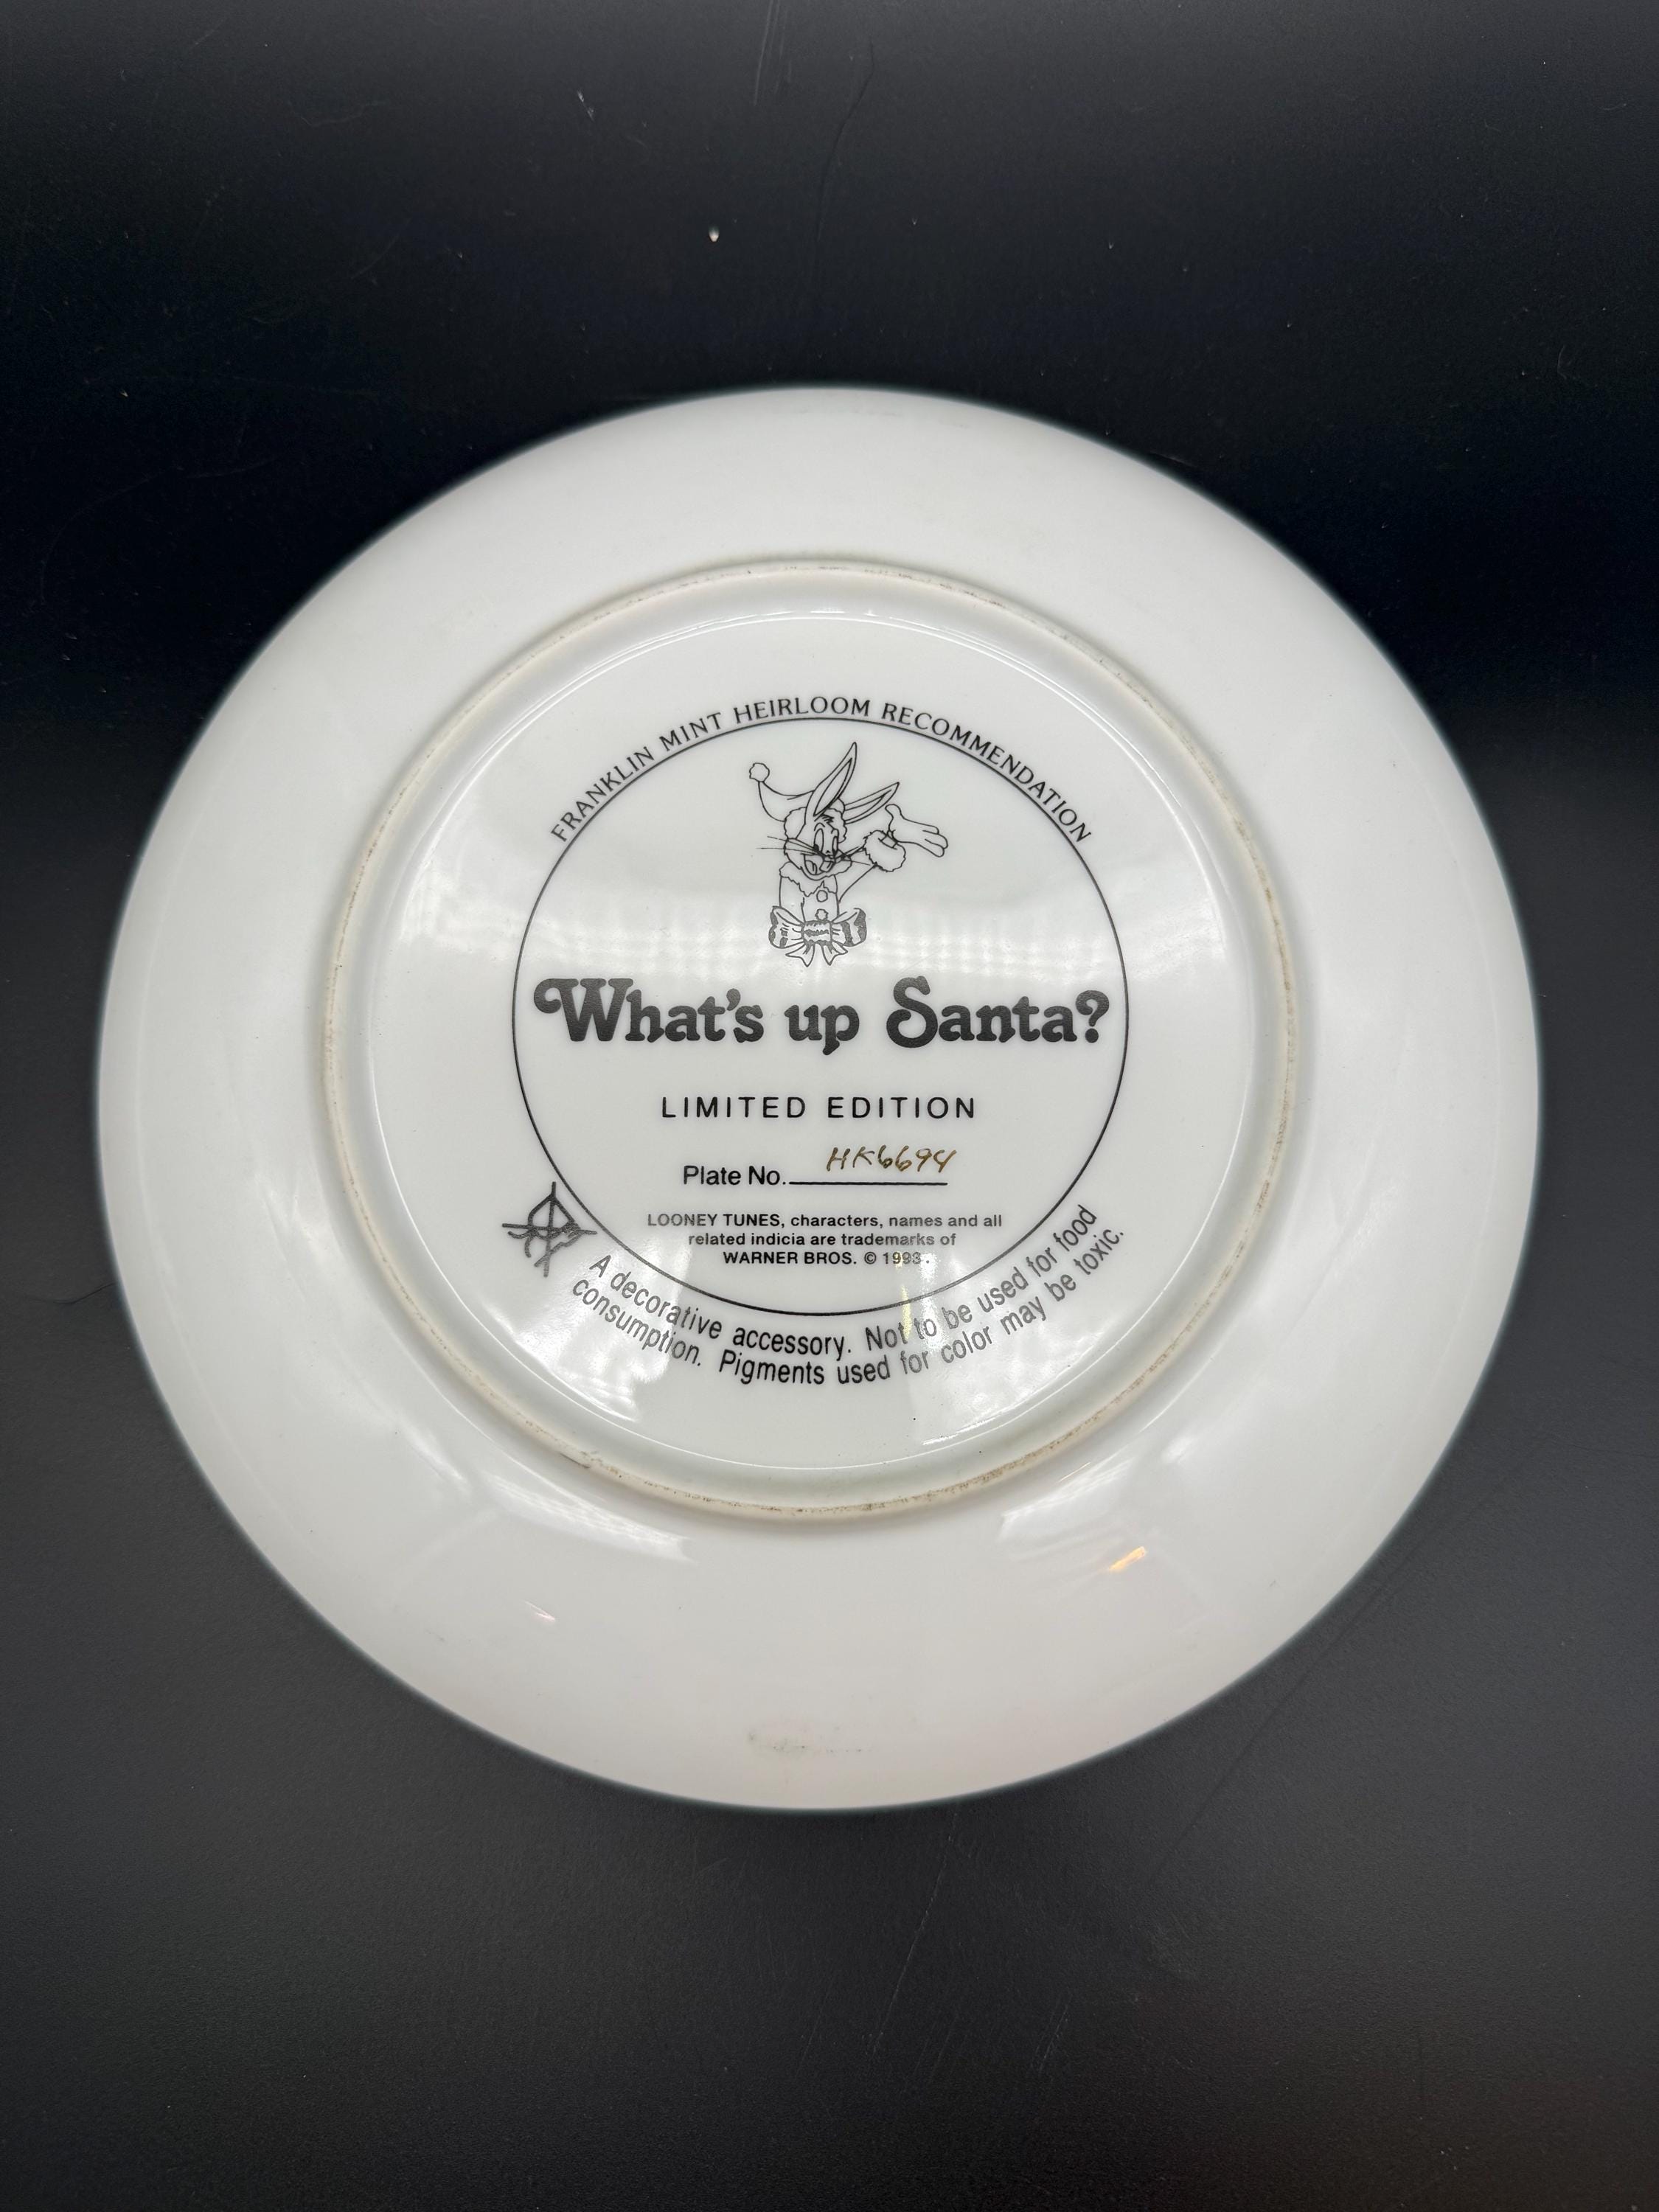 FRANKLIN MINT HEIRLOOM RECOMMENDATION
What's up Santa?
LIMITED EDITION
Plate No. HK6694
LOONEY TUNES, characters, names and all
related indicia are trademarks of
WARNER BROS. © 1993.
A decorative accessory. Not to be used for food
consumption. Pigments used for color may be toxic.